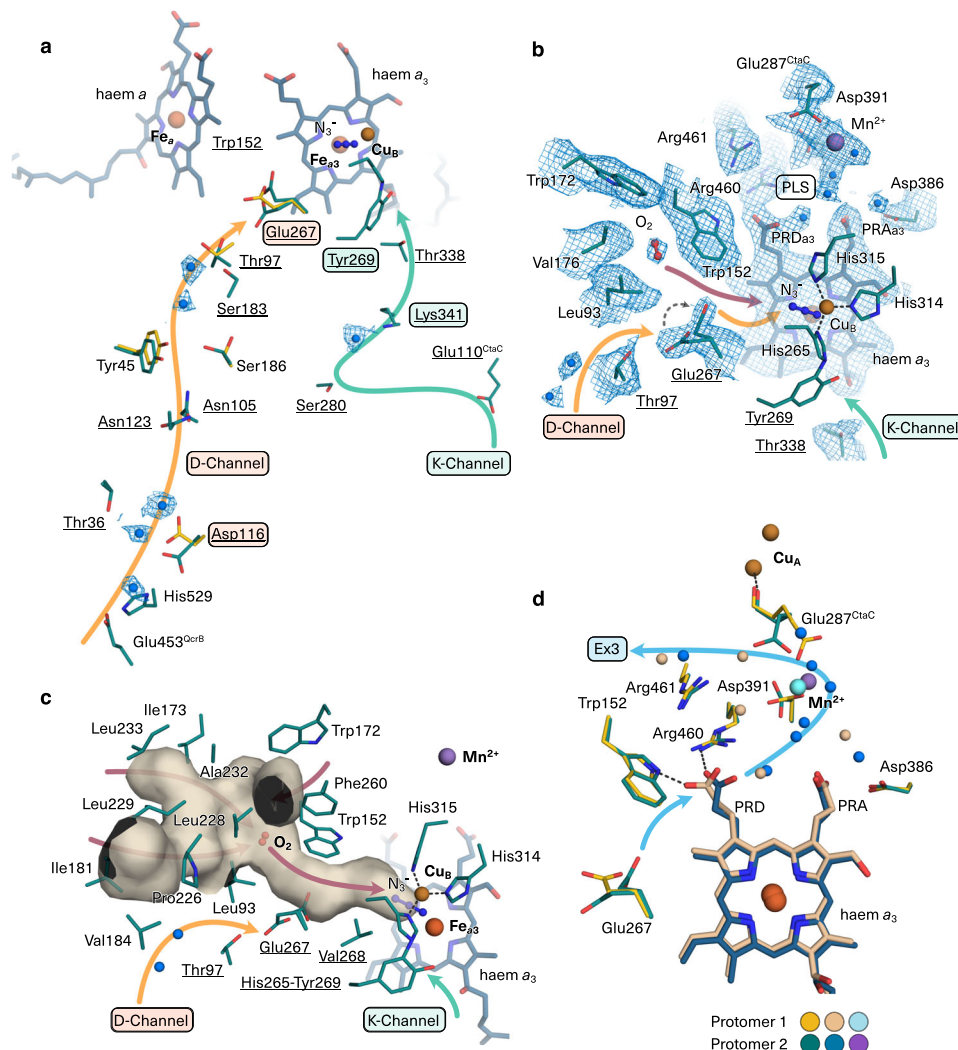 a
haem a
haem a3
Fea
Trp152
N3-
Fea3
CuB
Glu267
Tyr269
Thr97
Thr338
Ser183
Lys341
Tyr45
Ser186
Glu110CtaC
Asn123
Asn105
Ser280
D-Channel
K-Channel
Thr36
Asp116
His529
Glu453QcrB
b
Glu287CtaC
Asp391
Mn2+
Arg461
Trp172
Arg460
PLS
Asp386
O2
PRDa3
PRAa3
Val176
Trp152
His315
N3-
His314
Leu93
CuB
His265
haem a3
Glu267
Thr97
D-Channel
Tyr269
Thr338
K-Channel
c
Ile173
Leu233
Trp172
Mn2+
Ala232
Phe260
Leu229
Leu228
Trp152
His315
O2
CuB
His314
Ile181
N3-
Pro226
Leu93
Fea3
Val184
Glu267
Val268
Thr97
His265-Tyr269
haem a3
D-Channel
K-Channel
d
CuA
Glu287CtaC
Ex3
Arg461
Asp391
Mn2+
Trp152
Arg460
Asp386
PRD
PRA
Glu267
haem a3
Protomer 1
Protomer 2